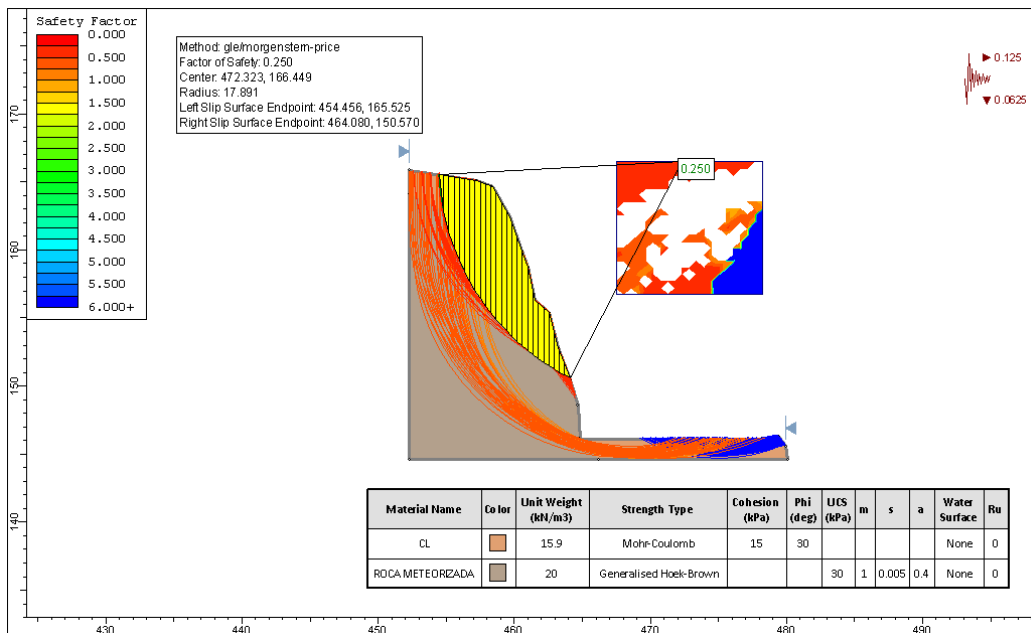 Safety Factor
0.000
0.500
1.000
1.500
2.000
2.500
3.000
3.500
4.000
4.500
5.000
5.500
6.000+
Method: gle/morgenstern-price
Factor of Safety: 0.250
Center: 472.323, 166.449
Radius: 17.891
Left Slip Surface Endpoint: 454.456, 165.525
Right Slip Surface Endpoint: 464.080, 150.570
0.125
0.0625
0.250
170
160
150
140
Material Name Color Unit Weight (kN/m3) Strength Type Cohesion (kPa) Phi (deg) UCS (kPa) m s a Water Surface Ru
CL 15.9 Mohr-Coulomb 15 30 None 0
ROCA METEORIZADA 20 Generalised Hoek-Brown 30 1 0.005 0.4 None 0
430 440 450 460 470 480 490